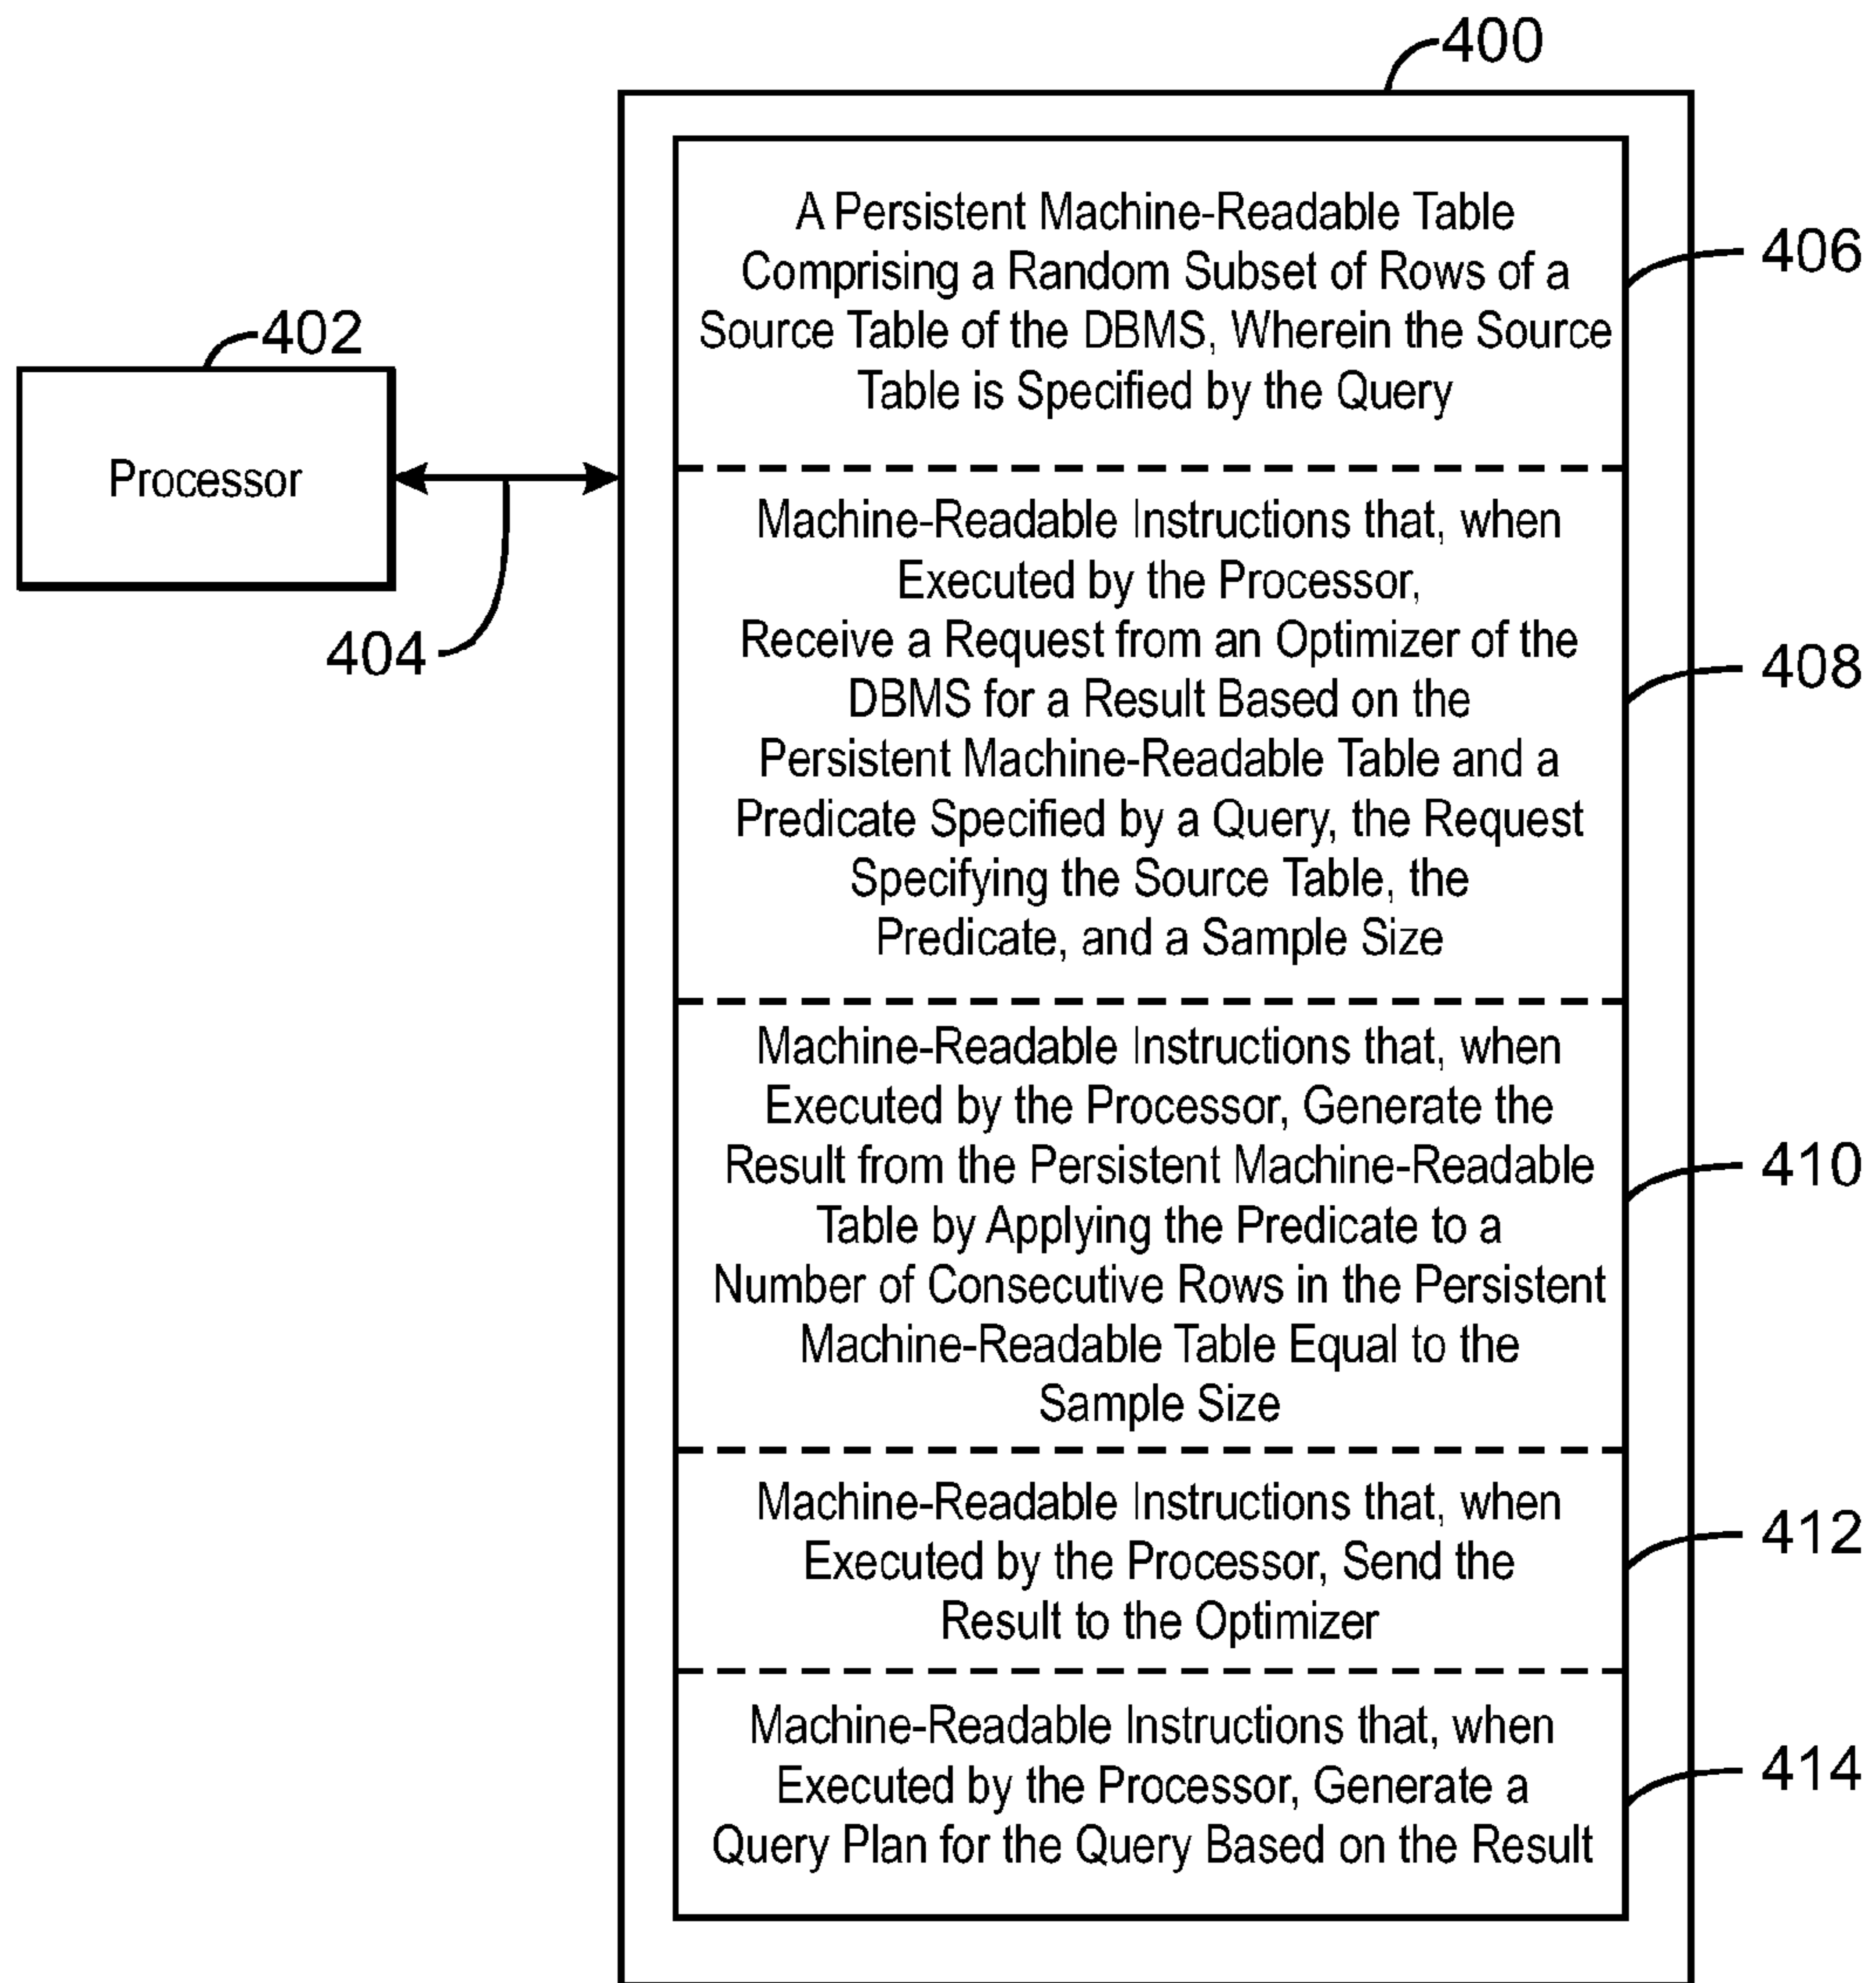 400
A Persistent Machine-Readable Table
Comprising a Random Subset of Rows of a
Source Table of the DBMS, Wherein the Source
Table is Specified by the Query
406
402
Processor
404
Machine-Readable Instructions that, when
Executed by the Processor,
Receive a Request from an Optimizer of the
DBMS for a Result Based on the
Persistent Machine-Readable Table and a
Predicate Specified by a Query, the Request
Specifying the Source Table, the
Predicate, and a Sample Size
408
Machine-Readable Instructions that, when
Executed by the Processor, Generate the
Result from the Persistent Machine-Readable
Table by Applying the Predicate to a
Number of Consecutive Rows in the Persistent
Machine-Readable Table Equal to the
Sample Size
410
Machine-Readable Instructions that, when
Executed by the Processor, Send the
Result to the Optimizer
412
Machine-Readable Instructions that, when
Executed by the Processor, Generate a
Query Plan for the Query Based on the Result
414